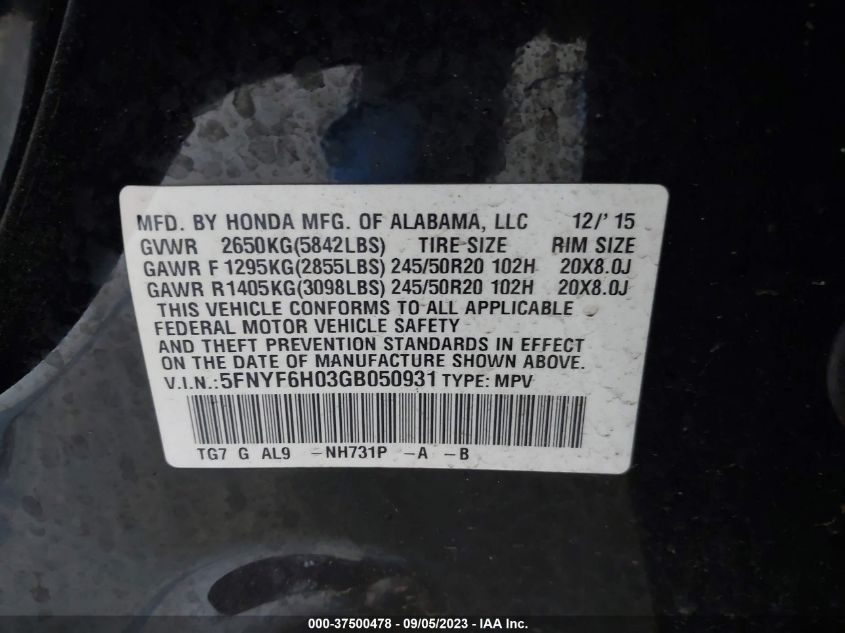 MFD. BY HONDA MFG. OF ALABAMA, LLC 12/' 15
GVWR 2650KG(5842LBS) TIRE SIZE RIM SIZE
GAWR F 1295KG(2855LBS) 245/50R20 102H 20X8.0J
GAWR R1405KG(3098LBS) 245/50R20 102H 20X8.0J
THIS VEHICLE CONFORMS TO ALL APPLICABLE
FEDERAL MOTOR VEHICLE SAFETY
AND THEFT PREVENTION STANDARDS IN EFFECT
ON THE DATE OF MANUFACTURE SHOWN ABOVE.
V.I.N.:5FNYF6H03GB050931 TYPE: MPV
TG7 G AL9 -NH731P -A -B
000-37500478 - 09/05/2023 - IAA Inc.